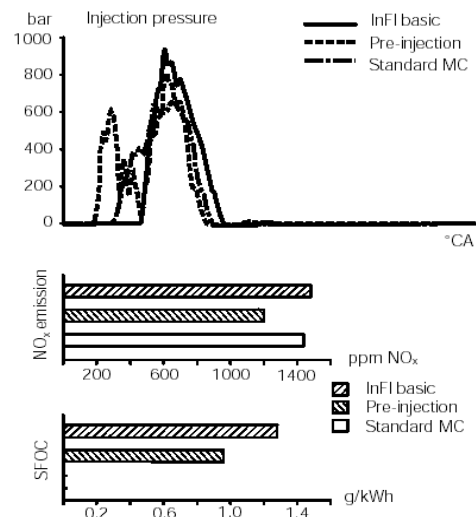 bar Injection pressure
1000
800
600
400
200
0
InFI basic
Pre-injection
Standard MC
°CA
NOx emission
200 600 1000 1400 ppm NOx
InFI basic
Pre-injection
Standard MC
SFOC
0.2 0.6 1.0 1.4 g/kWh